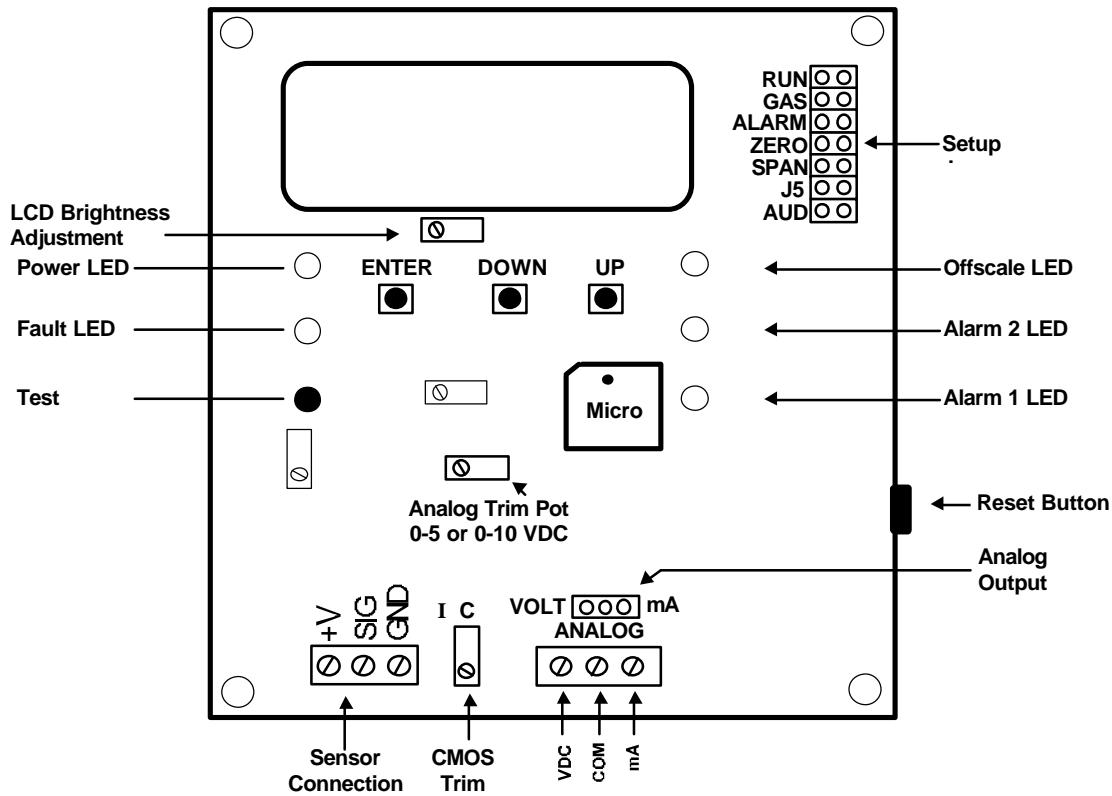 RUN
GAS
ALARM
ZERO
SPAN
J5
AUD
Setup
LCD Brightness
Adjustment
Power LED
Fault LED
Test
ENTER DOWN UP
Offscale LED
Alarm 2 LED
Alarm 1 LED
Micro
Analog Trim Pot
0-5 or 0-10 VDC
Reset Button
Analog
Output
VOLT mA
ANALOG
+V
SIG
GND
I C
Sensor
Connection
CMOS
Trim
VDC
COM
mA